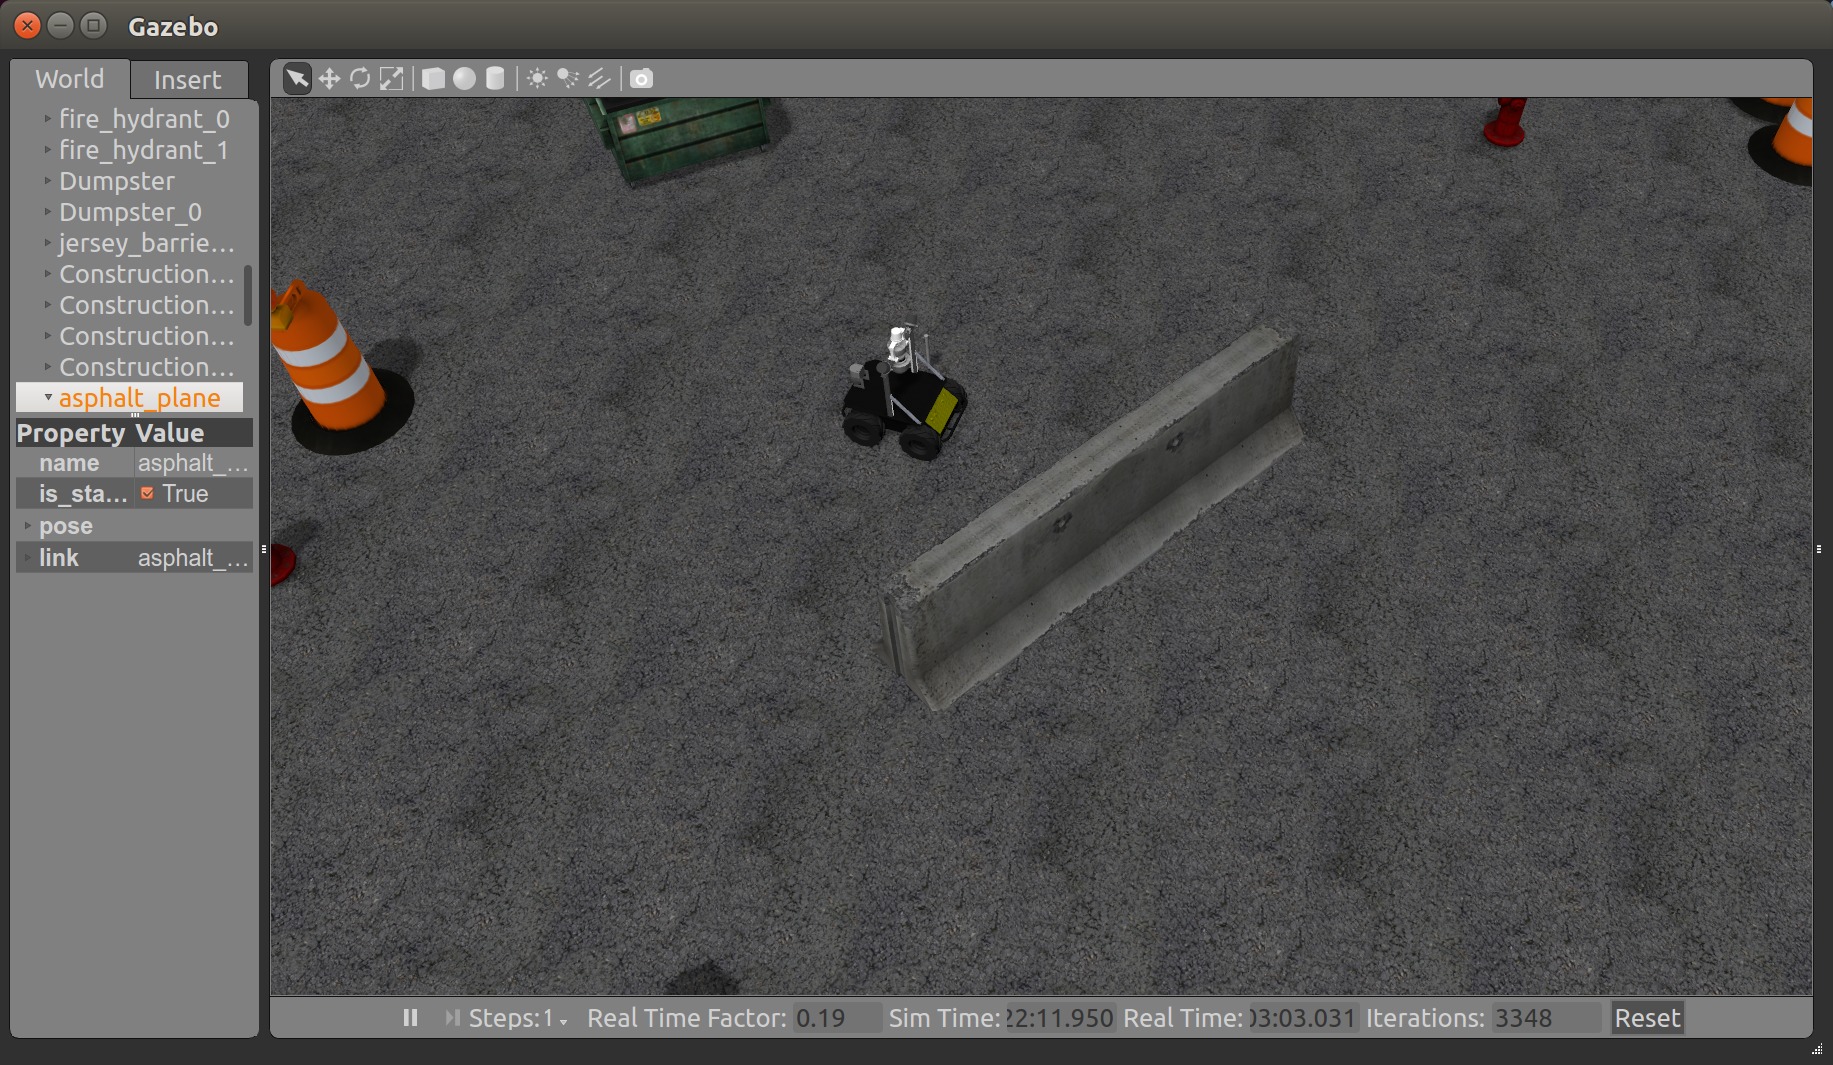 Gazebo
World Insert
fire_hydrant_0
fire_hydrant_1
Dumpster
Dumpster_0
jersey_barrie...
Construction...
Construction...
Construction...
Construction...
asphalt_plane
Property Value
name asphalt_...
is_sta... True
pose
link asphalt_...
Steps:1 Real Time Factor: 0.19 Sim Time: 22:11.950 Real Time: 03:03.031 Iterations: 3348 Reset